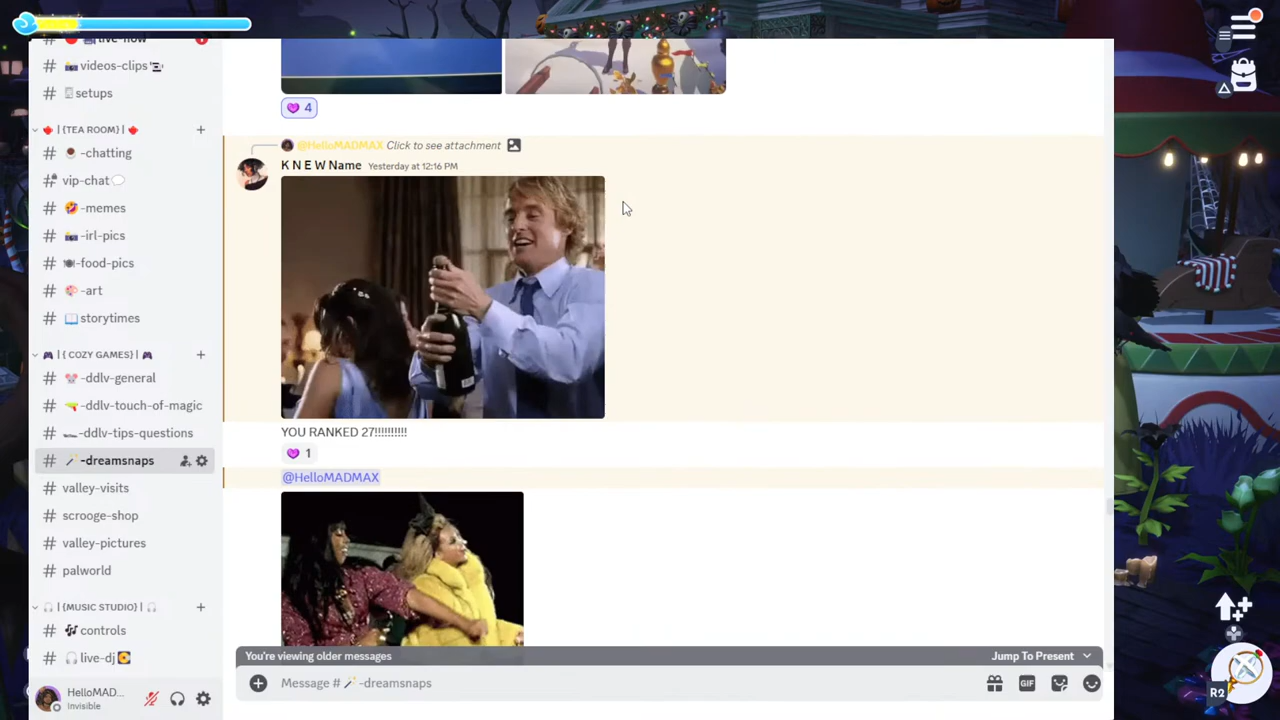 live-now
videos-clips
setups
| {TEA ROOM} |
-chatting
vip-chat
-memes
-irl-pics
-food-pics
-art
storytimes
| { COZY GAMES} |
-ddlv-general
-ddlv-touch-of-magic
-ddlv-tips-questions
-dreamsnaps
valley-visits
scrooge-shop
valley-pictures
palworld
| {MUSIC STUDIO} |
controls
live-dj
HelloMAD...
Invisible
4
@HelloMADMAX Click to see attachment
K N E W Name Yesterday at 12:16 PM
YOU RANKED 27!!!!!!!!!!
1
@HelloMADMAX
You're viewing older messages Jump To Present
Message # -dreamsnaps
GIF
R2